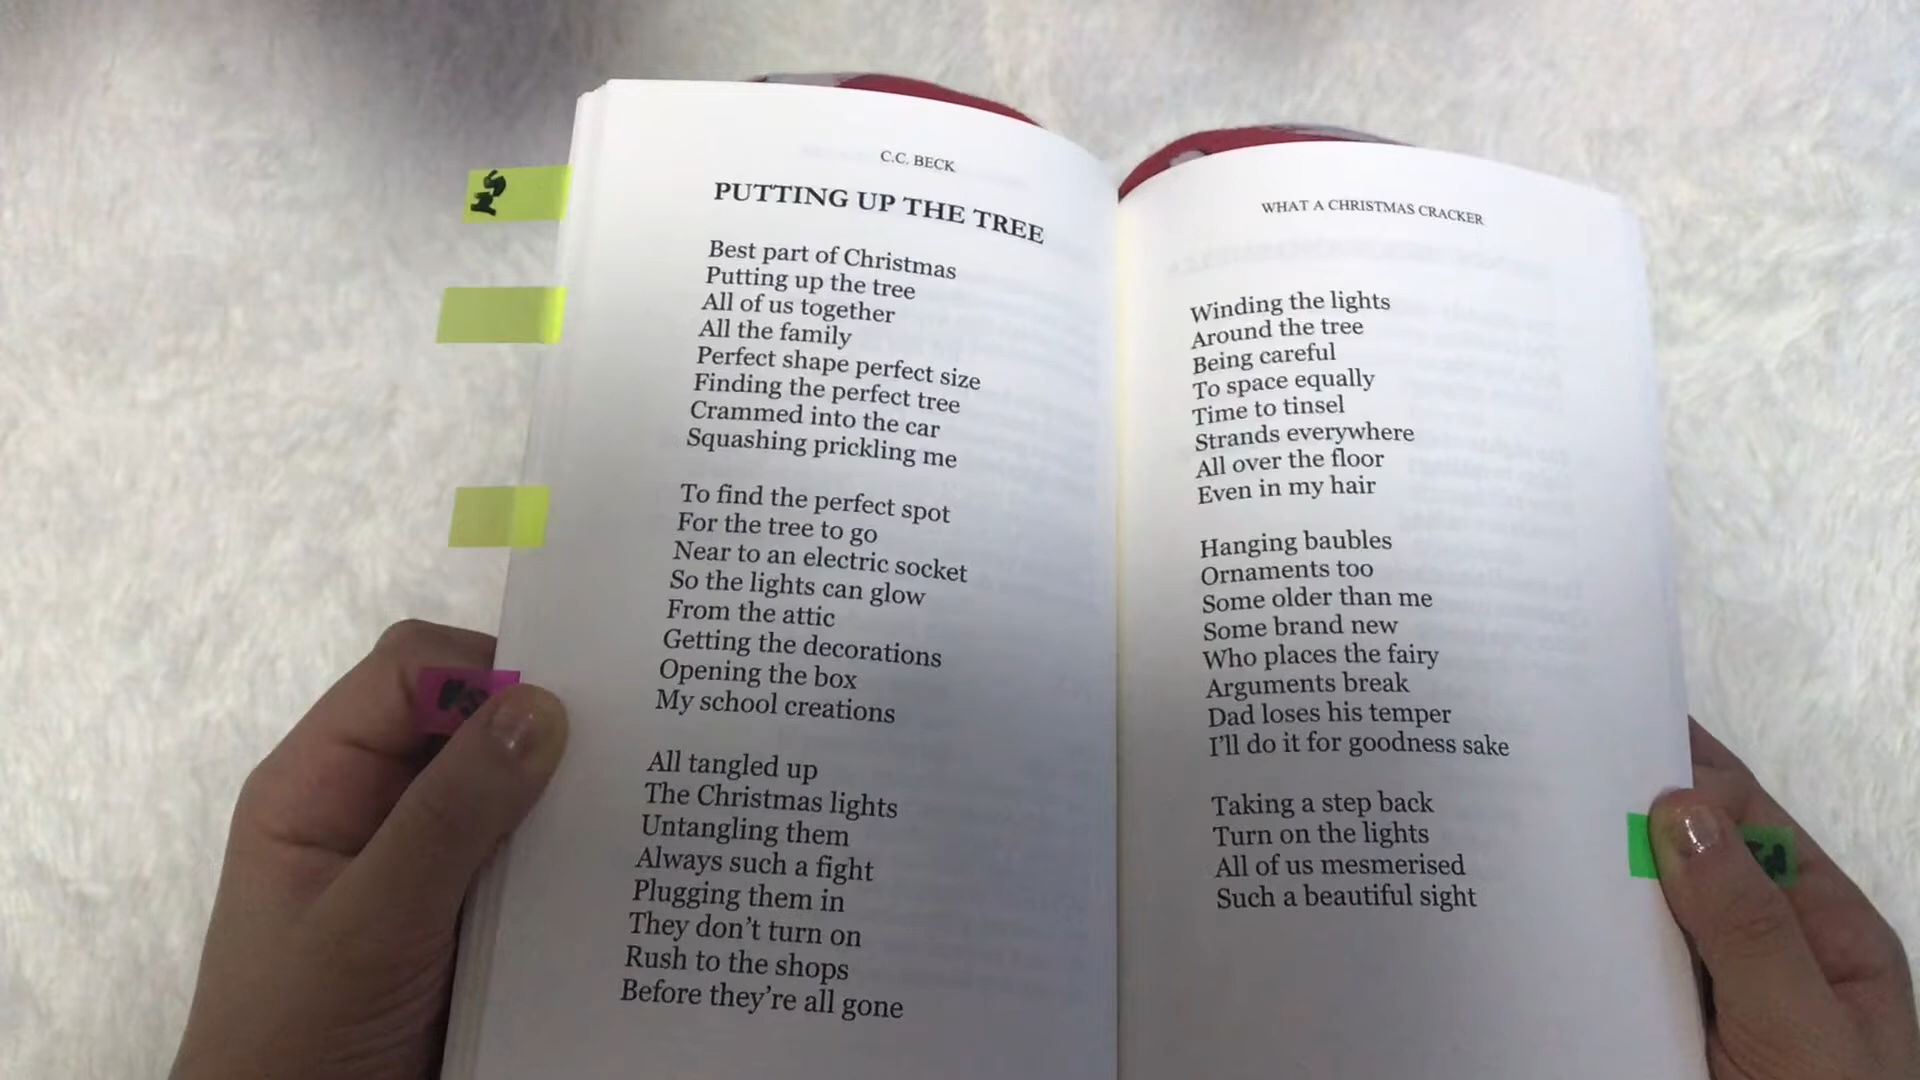 C.C. BECK
PUTTING UP THE TREE
Best part of Christmas
Putting up the tree
All of us together
All the family
Perfect shape perfect size
Finding the perfect tree
Crammed into the car
Squashing prickling me
To find the perfect spot
For the tree to go
Near to an electric socket
So the lights can glow
From the attic
Getting the decorations
Opening the box
My school creations
All tangled up
The Christmas lights
Untangling them
Always such a fight
Plugging them in
They don't turn on
Rush to the shops
Before they're all gone
WHAT A CHRISTMAS CRACKER
Winding the lights
Around the tree
Being careful
To space equally
Time to tinsel
Strands everywhere
All over the floor
Even in my hair
Hanging baubles
Ornaments too
Some older than me
Some brand new
Who places the fairy
Arguments break
Dad loses his temper
I'll do it for goodness sake
Taking a step back
Turn on the lights
All of us mesmerised
Such a beautiful sight